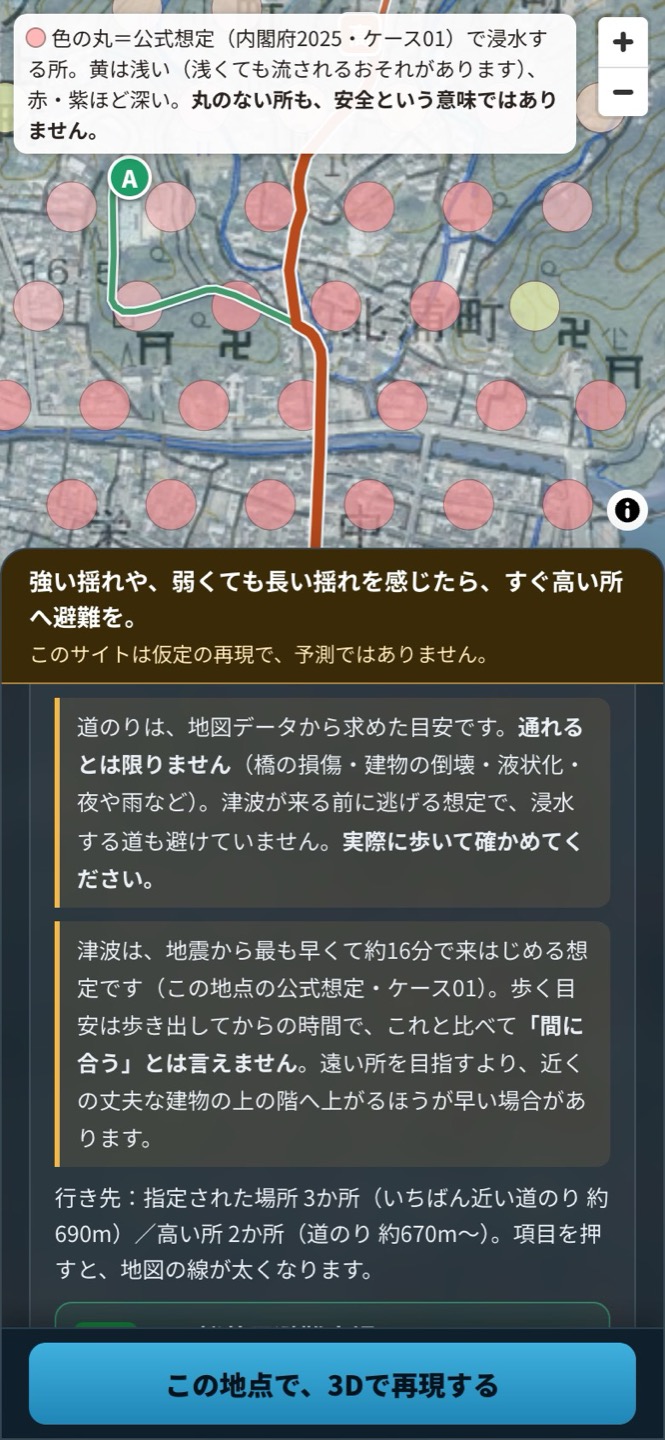 色の丸＝公式想定（内閣府2025・ケース01）で浸水す
る所。黄は浅い（浅くても流されるおそれがあります）、
赤・紫ほど深い。丸のない所も、安全という意味ではあり
ません。
+
−
A
16.5
北浦町
栄
中
i
強い揺れや、弱くても長い揺れを感じたら、すぐ高い所
へ避難を。
このサイトは仮定の再現で、予測ではありません。
道のりは、地図データから求めた目安です。通れる
とは限りません（橋の損傷・建物の倒壊・液状化・
夜や雨など）。津波が来る前に逃げる想定で、浸水
する道も避けていません。実際に歩いて確かめてく
ださい。
津波は、地震から最も早くて約16分で来はじめる想
定です（この地点の公式想定・ケース01）。歩く目
安は歩き出してからの時間で、これと比べて「間に
合う」とは言えません。遠い所を目指すより、近く
の丈夫な建物の上の階へ上がるほうが早い場合があ
ります。
行き先：指定された場所 3か所（いちばん近い道のり 約
690m）／高い所 2か所（道のり 約670m〜）。項目を押
すと、地図の線が太くなります。
この地点で、3Dで再現する